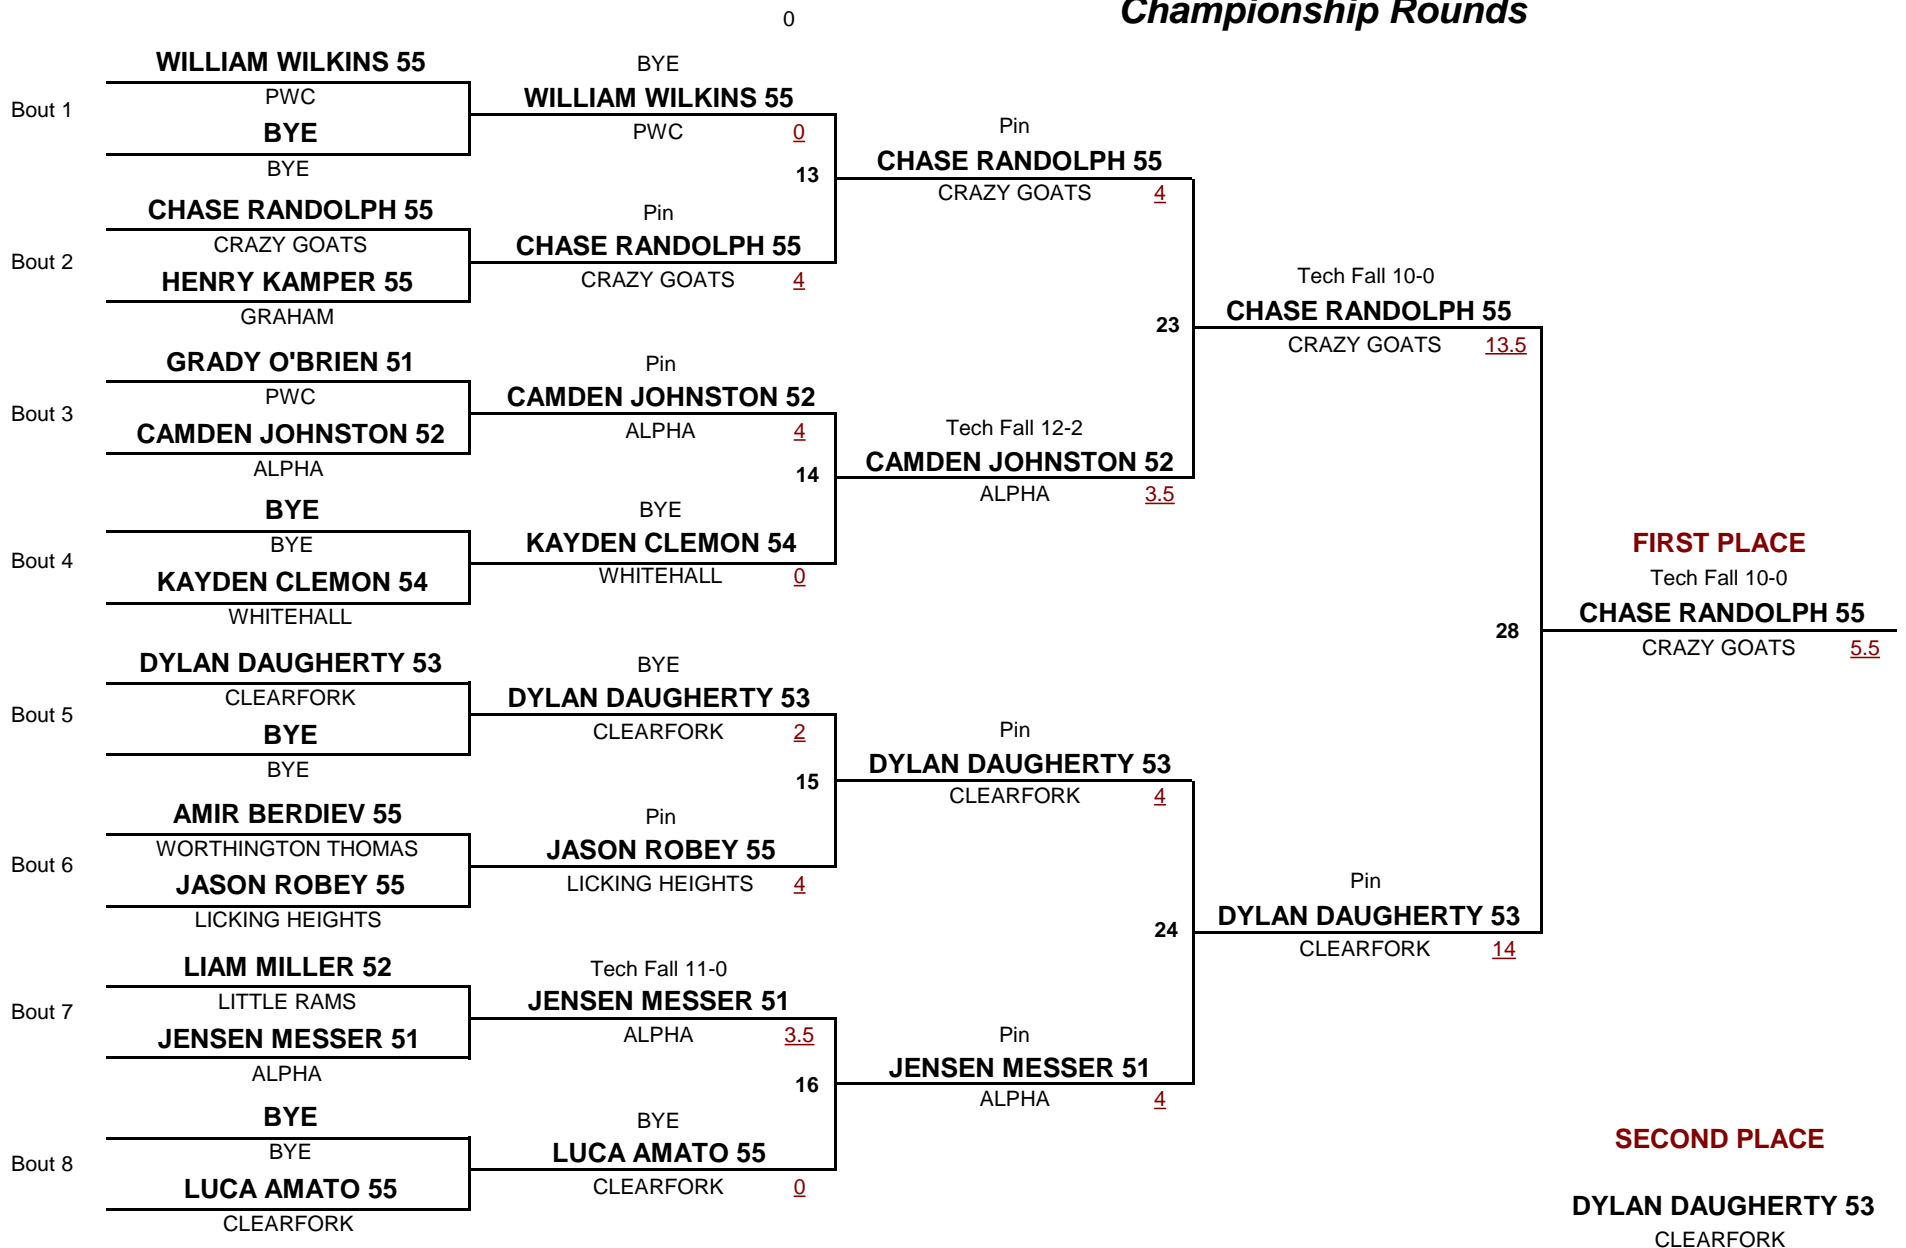 0
Championship Rounds
WILLIAM WILKINS 55
PWC
Bout 1
BYE
BYE
CHASE RANDOLPH 55
CRAZY GOATS
Bout 2
HENRY KAMPER 55
GRAHAM
GRADY O'BRIEN 51
PWC
Bout 3
CAMDEN JOHNSTON 52
ALPHA
BYE
BYE
Bout 4
KAYDEN CLEMON 54
WHITEHALL
DYLAN DAUGHERTY 53
CLEARFORK
Bout 5
BYE
BYE
AMIR BERDIEV 55
WORTHINGTON THOMAS
Bout 6
JASON ROBEY 55
LICKING HEIGHTS
LIAM MILLER 52
LITTLE RAMS
Bout 7
JENSEN MESSER 51
ALPHA
BYE
BYE
Bout 8
LUCA AMATO 55
CLEARFORK
BYE
WILLIAM WILKINS 55
PWC 0
13
Pin
CHASE RANDOLPH 55
CRAZY GOATS 4
Pin
CAMDEN JOHNSTON 52
ALPHA 4
14
BYE
KAYDEN CLEMON 54
WHITEHALL 0
BYE
DYLAN DAUGHERTY 53
CLEARFORK 2
15
Pin
JASON ROBEY 55
LICKING HEIGHTS 4
Tech Fall 11-0
JENSEN MESSER 51
ALPHA 3.5
16
BYE
LUCA AMATO 55
CLEARFORK 0
Pin
CHASE RANDOLPH 55
CRAZY GOATS 4
23
Tech Fall 12-2
CAMDEN JOHNSTON 52
ALPHA 3.5
Pin
DYLAN DAUGHERTY 53
CLEARFORK 4
24
Pin
JENSEN MESSER 51
ALPHA 4
Tech Fall 10-0
CHASE RANDOLPH 55
CRAZY GOATS 13.5
28
Pin
DYLAN DAUGHERTY 53
CLEARFORK 14
FIRST PLACE
Tech Fall 10-0
CHASE RANDOLPH 55
CRAZY GOATS 5.5
SECOND PLACE
DYLAN DAUGHERTY 53
CLEARFORK